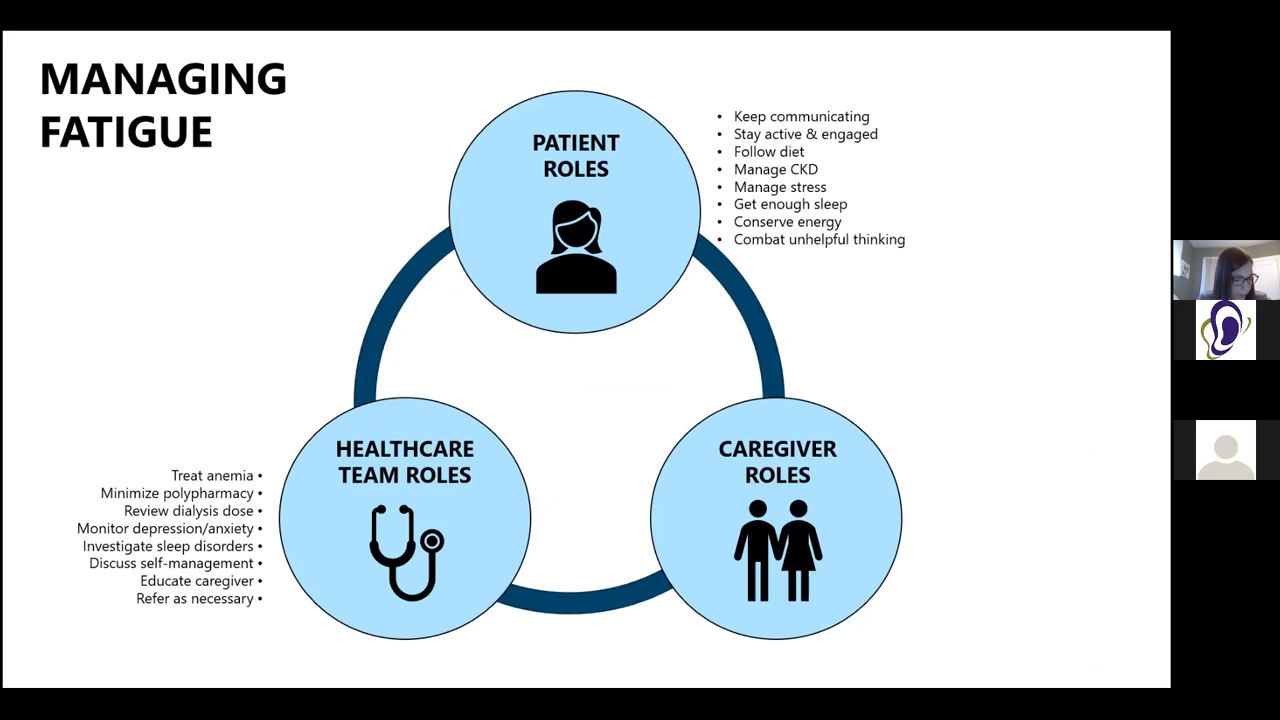 MANAGING
FATIGUE
PATIENT
ROLES
• Keep communicating
• Stay active & engaged
• Follow diet
• Manage CKD
• Manage stress
• Get enough sleep
• Conserve energy
• Combat unhelpful thinking
HEALTHCARE
TEAM ROLES
Treat anemia •
Minimize polypharmacy •
Review dialysis dose •
Monitor depression/anxiety •
Investigate sleep disorders •
Discuss self-management •
Educate caregiver •
Refer as necessary •
CAREGIVER
ROLES